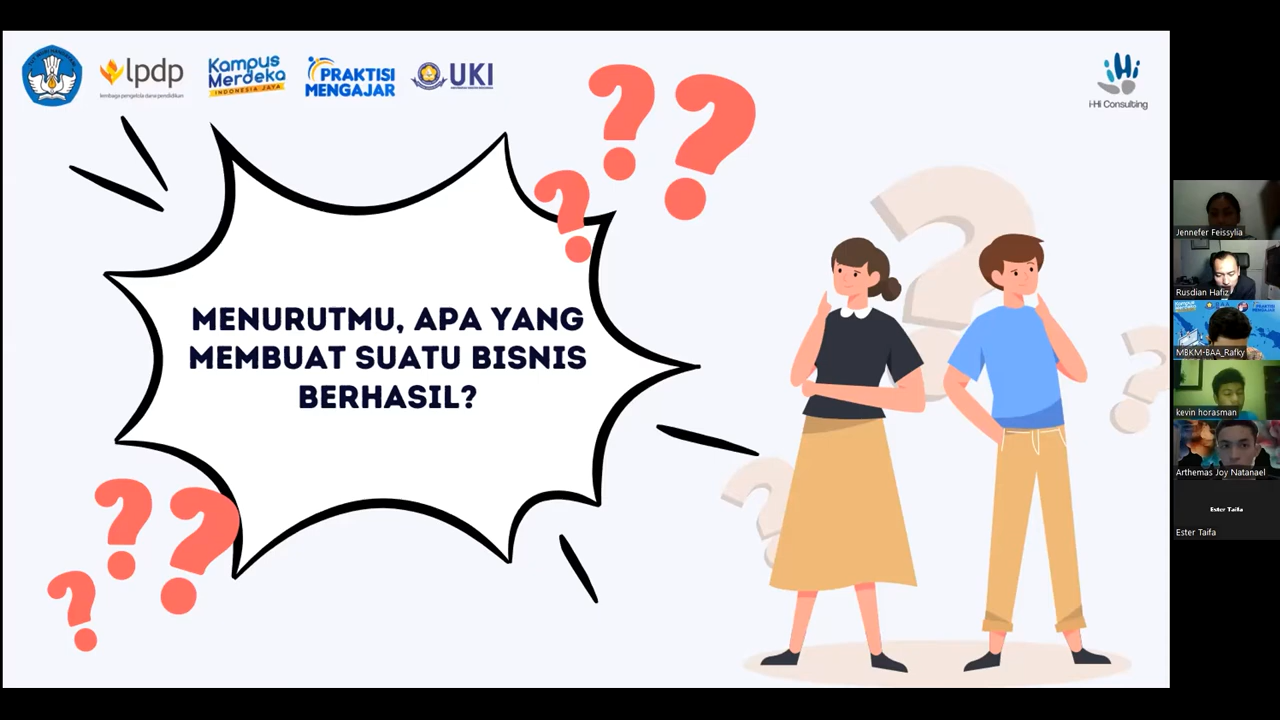 lpdp
lembaga pengelola dana pendidikan
Kampus
Merdeka
INDONESIA JAYA
PRAKTISI
MENGAJAR
UKI
iHi
i-Hi Consulting
MENURUTMU, APA YANG
MEMBUAT SUATU BISNIS
BERHASIL?
Jennefer Feissylia
Rusdian Hafiz
MBKM-BAA_Rafky
kevin horasman
Arthemas Joy Natanael
Ester Taifa
Ester Taifa